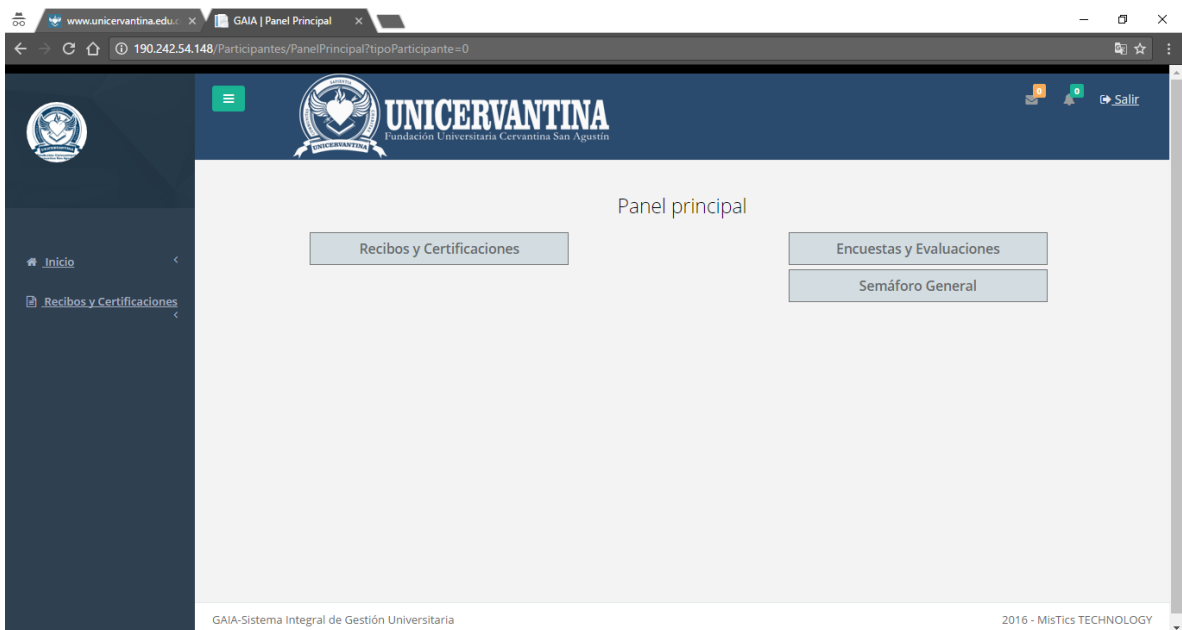 www.unicervantina.edu.c
GAIA | Panel Principal
190.242.54.148/Participantes/PanelPrincipal?tipoParticipante=0
UNICERVANTINA
Fundación Universitaria Cervantina San Agustín
UNICERVANTINA
0
0
Salir
Panel principal
Recibos y Certificaciones
Encuestas y Evaluaciones
Semáforo General
Inicio
Recibos y Certificaciones
GAIA-Sistema Integral de Gestión Universitaria
2016 - MisTics TECHNOLOGY